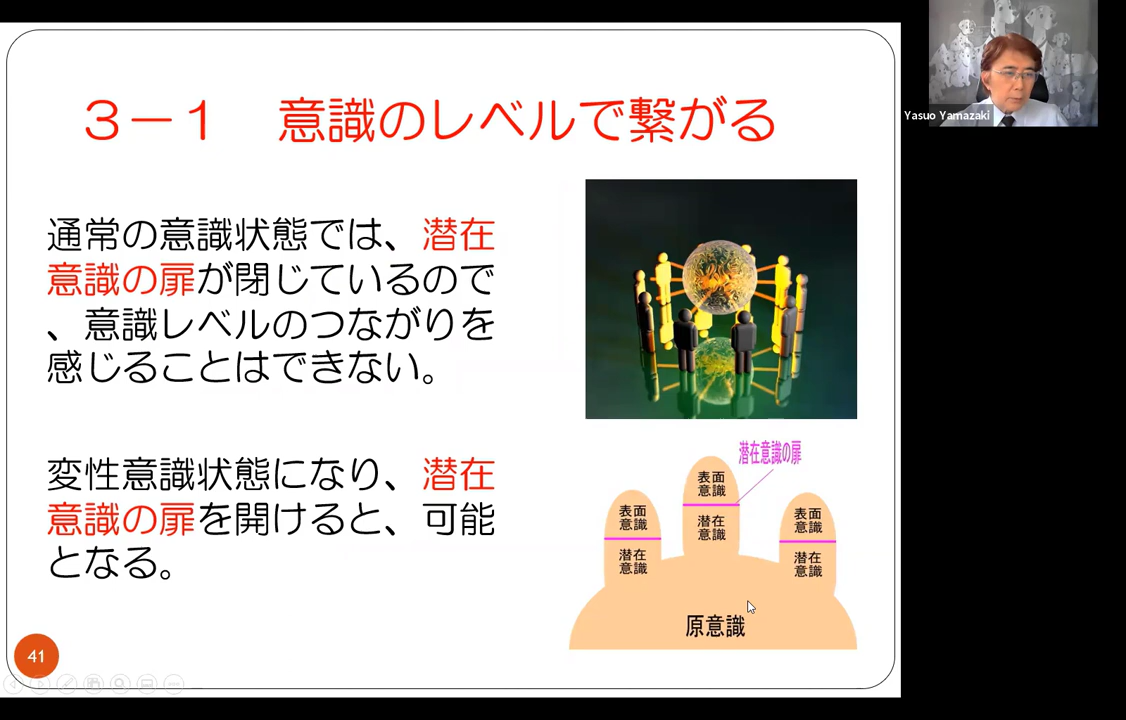 3−1　意識のレベルで繋がる
通常の意識状態では、潜在
意識の扉が閉じているので
、意識レベルのつながりを
感じることはできない。
変性意識状態になり、潜在
意識の扉を開けると、可能
となる。
潜在意識の扉
表面
意識
潜在
意識
表面
意識
潜在
意識
表面
意識
潜在
意識
原意識
41
Yasuo Yamazaki